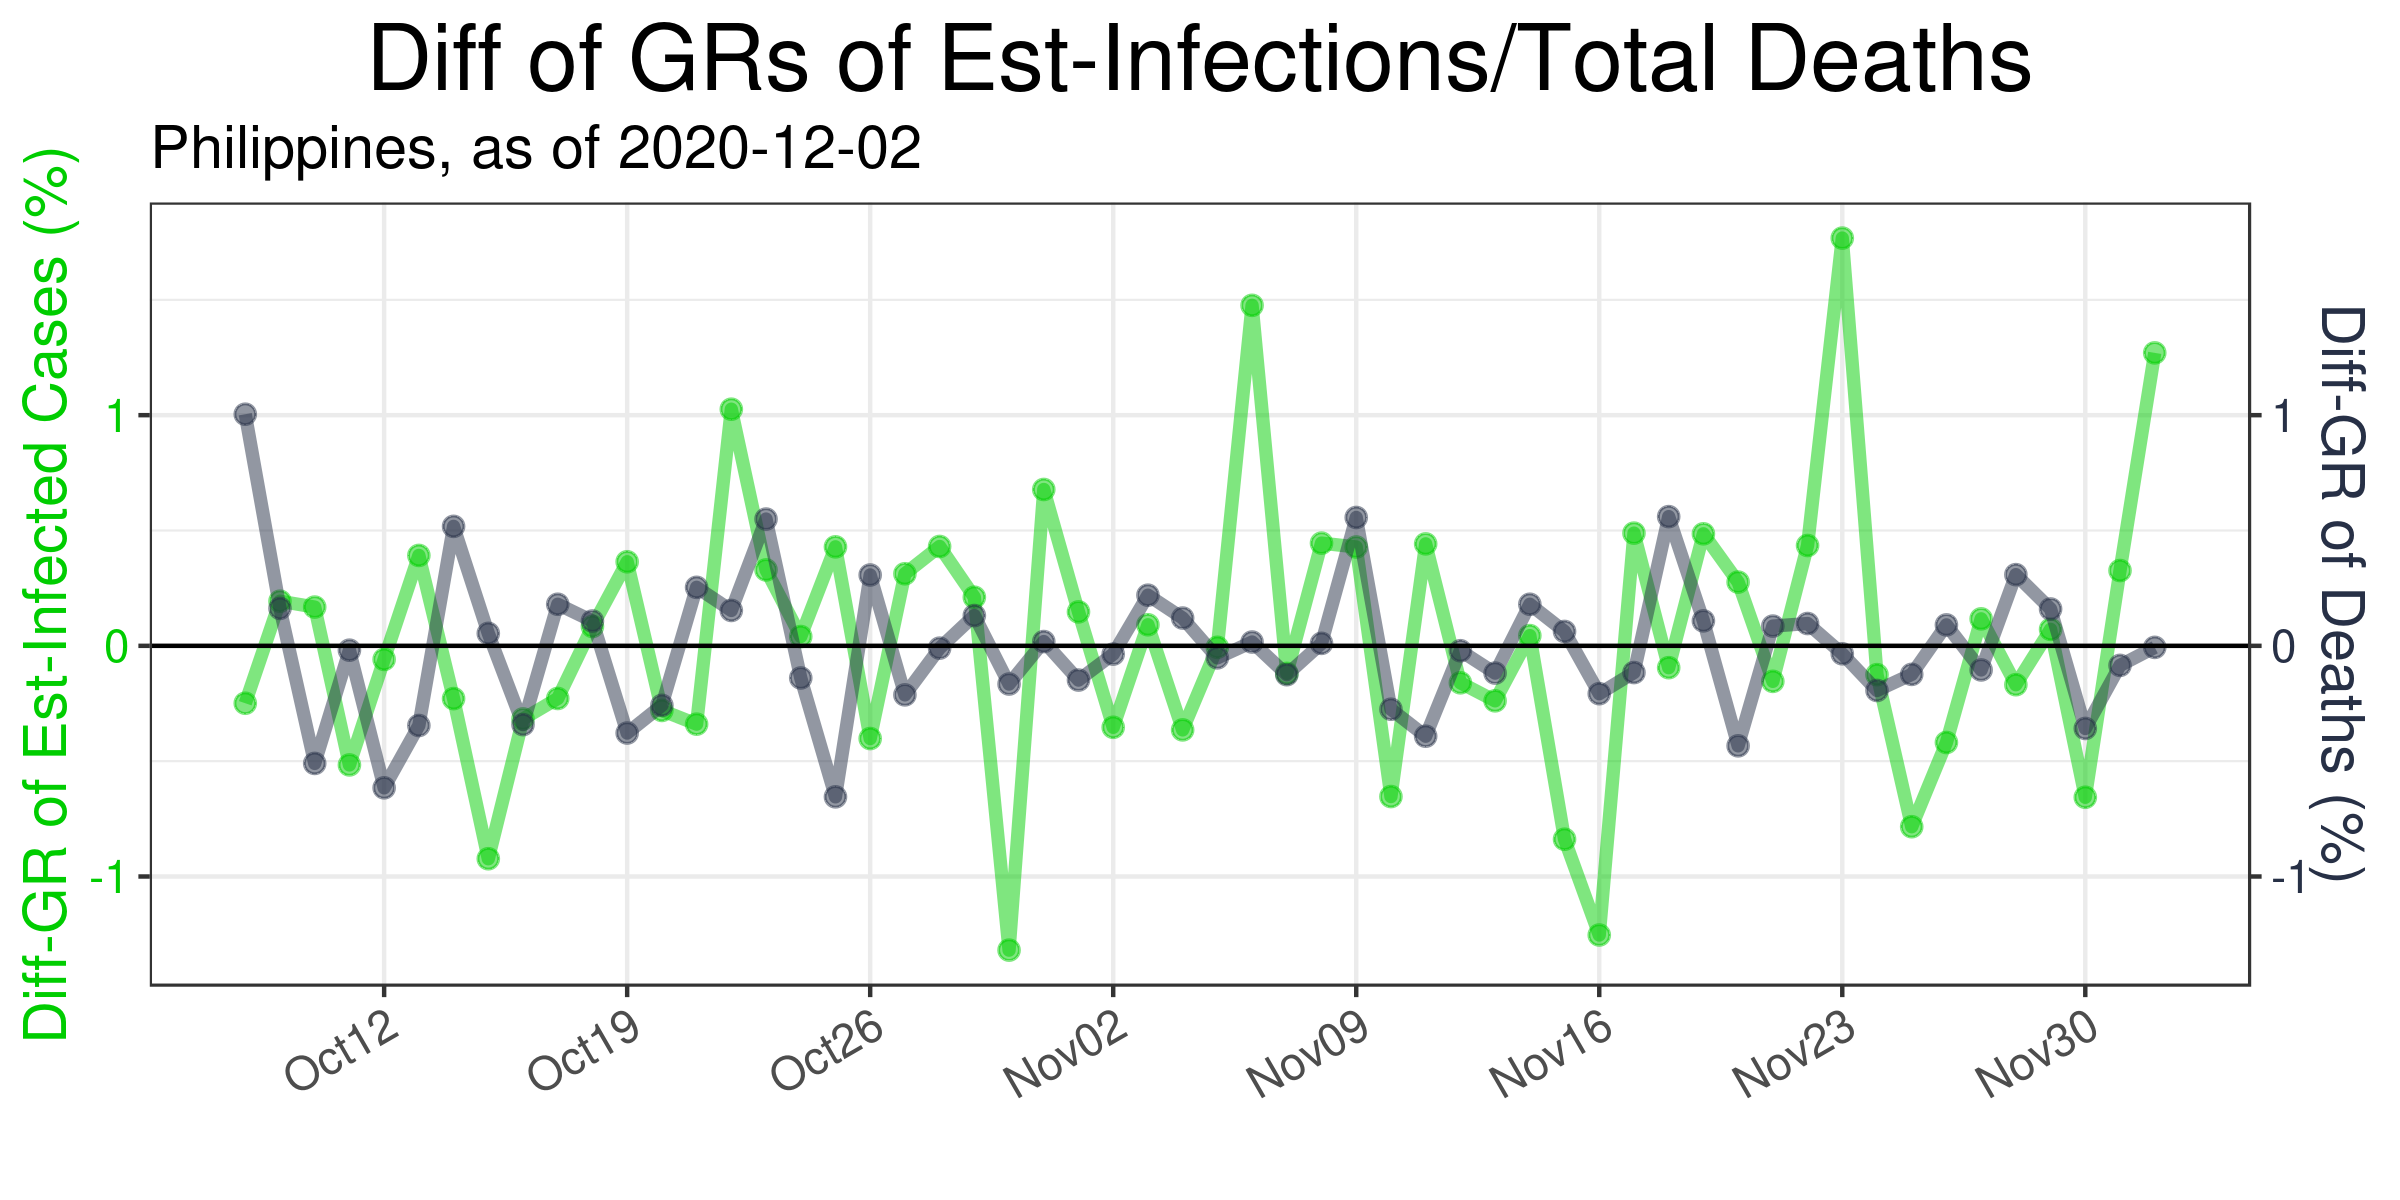 Diff of GRs of Est-Infections/Total Deaths
Philippines, as of 2020-12-02
Diff-GR of Est-Infected Cases (%)
1
0
-1
1
0
-1
Diff-GR of Deaths (%)
Oct12
Oct19
Oct26
Nov02
Nov09
Nov16
Nov23
Nov30